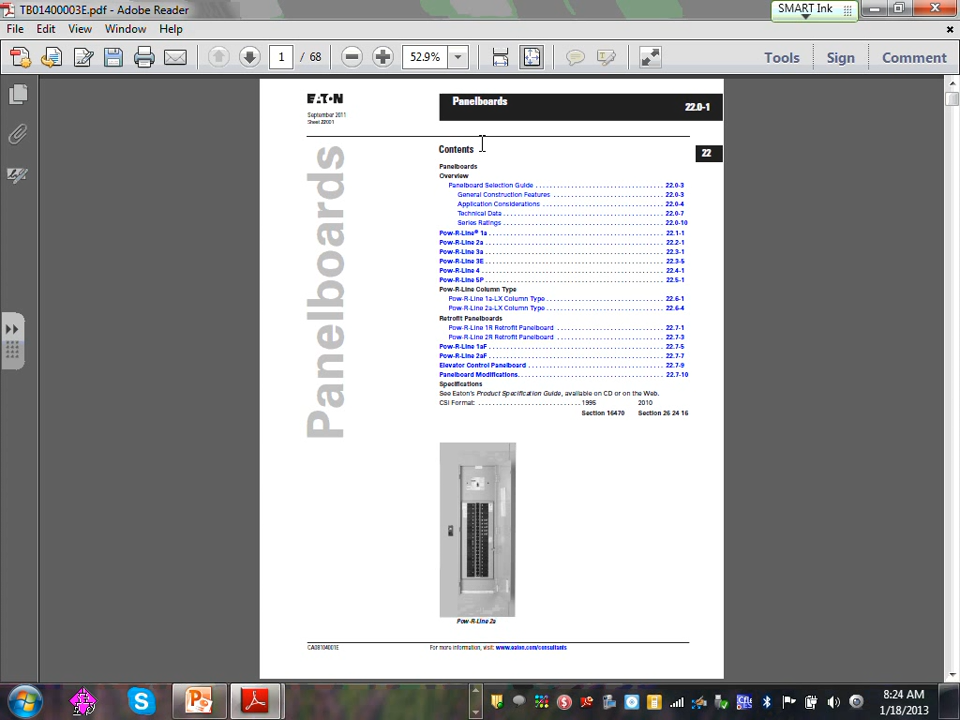 TB01400003E.pdf - Adobe Reader
SMART Ink
File Edit View Window Help
1 / 68 52.9% Tools Sign Comment
EATON
September 2011
Sheet 22001
Panelboards 22.0-1
22
Panelboards
Contents
Panelboards
Overview
Panelboard Selection Guide . . . . . . . . . . . . . . . . . . . . . . . . . . . . 22.0-3
General Construction Features . . . . . . . . . . . . . . . . . . . . . . . . 22.0-3
Application Considerations . . . . . . . . . . . . . . . . . . . . . . . . . . 22.0-4
Technical Data . . . . . . . . . . . . . . . . . . . . . . . . . . . . . . . . . . 22.0-7
Series Ratings . . . . . . . . . . . . . . . . . . . . . . . . . . . . . . . . . . 22.0-10
Pow-R-Line® 1a . . . . . . . . . . . . . . . . . . . . . . . . . . . . . . . . . . 22.1-1
Pow-R-Line 2a . . . . . . . . . . . . . . . . . . . . . . . . . . . . . . . . . . . 22.2-1
Pow-R-Line 3a . . . . . . . . . . . . . . . . . . . . . . . . . . . . . . . . . . . 22.3-1
Pow-R-Line 3E . . . . . . . . . . . . . . . . . . . . . . . . . . . . . . . . . . . 22.3-5
Pow-R-Line 4 . . . . . . . . . . . . . . . . . . . . . . . . . . . . . . . . . . . . 22.4-1
Pow-R-Line 5P . . . . . . . . . . . . . . . . . . . . . . . . . . . . . . . . . . . 22.5-1
Pow-R-Line Column Type
Pow-R-Line 1a-LX Column Type . . . . . . . . . . . . . . . . . . . . . . . . . 22.6-1
Pow-R-Line 2a-LX Column Type . . . . . . . . . . . . . . . . . . . . . . . . . 22.6-4
Retrofit Panelboards
Pow-R-Line 1R Retrofit Panelboard . . . . . . . . . . . . . . . . . . . . . . . 22.7-1
Pow-R-Line 2R Retrofit Panelboard . . . . . . . . . . . . . . . . . . . . . . . 22.7-3
Pow-R-Line 1aF . . . . . . . . . . . . . . . . . . . . . . . . . . . . . . . . . . 22.7-5
Pow-R-Line 2aF . . . . . . . . . . . . . . . . . . . . . . . . . . . . . . . . . . 22.7-7
Elevator Control Panelboard . . . . . . . . . . . . . . . . . . . . . . . . . . . 22.7-9
Panelboard Modifications. . . . . . . . . . . . . . . . . . . . . . . . . . . . . 22.7-10
Specifications
See Eaton's Product Specification Guide, available on CD or on the Web.
CSI Format: . . . . . . . . . . . . . . . . . . . . . . . . . . 1995 2010
Section 16470 Section 26 24 16
Pow-R-Line 2a
CA08104001E For more information, visit: www.eaton.com/consultants
8:24 AM
1/18/2013